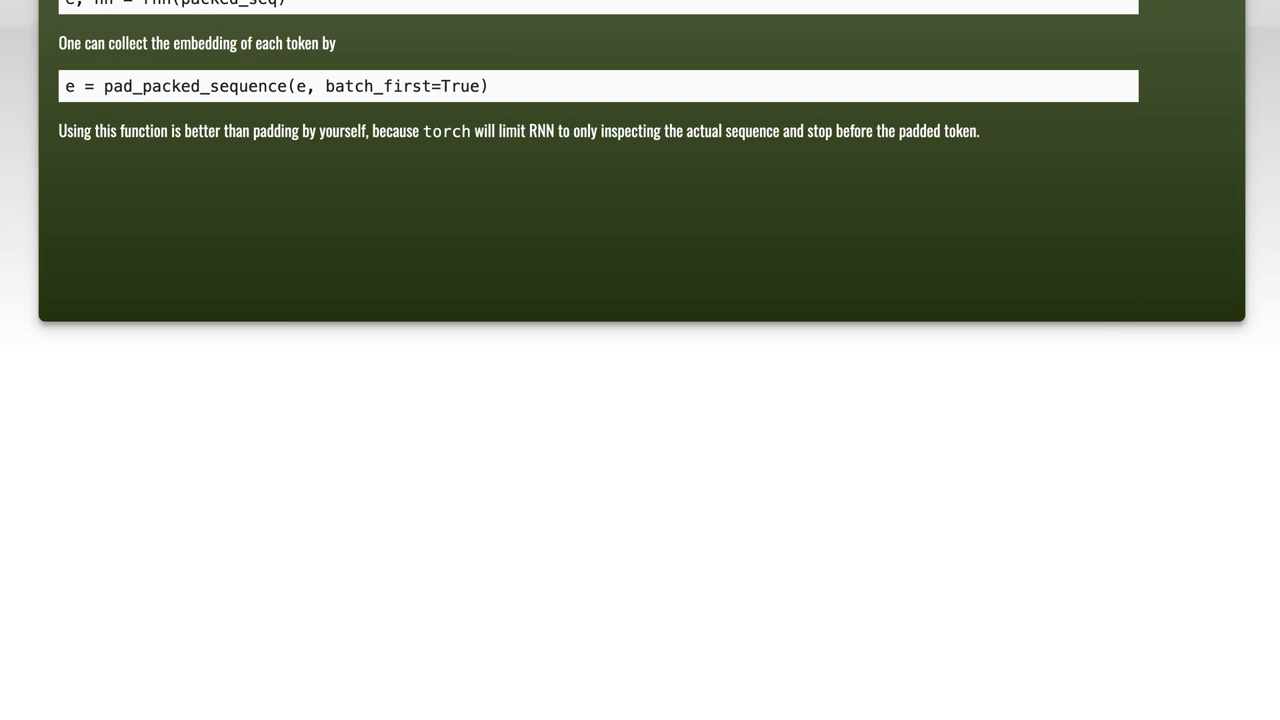 One can collect the embedding of each token by
e = pad_packed_sequence(e, batch_first=True)
Using this function is better than padding by yourself, because torch will limit RNN to only inspecting the actual sequence and stop before the padded token.